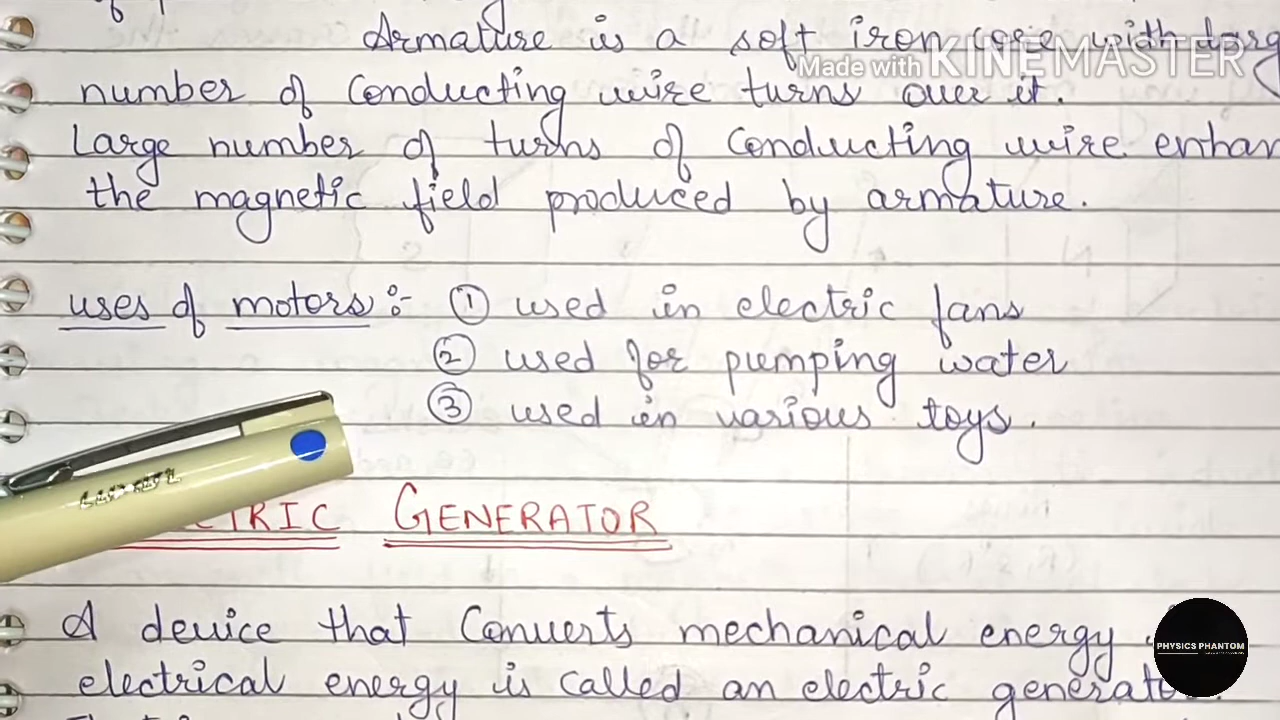 Armature is a soft iron core with larg
Made with KINEMASTER
number of Conducting wire turns over it.
Large number of turns of Conducting wire enhan
the magnetic field produced by armature.
uses of motors :- ① used in electric fans
② used for pumping water
③ used in various toys.
CTRIC GENERATOR
A device that Converts mechanical energy
PHYSICS PHANTOM
electrical energy is called an electric generator.